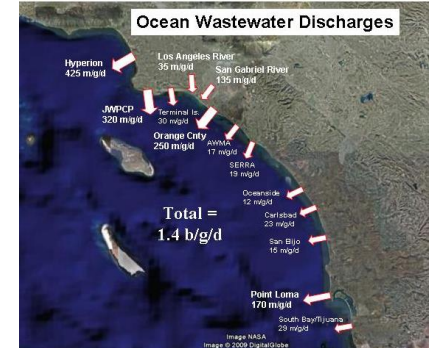 Ocean Wastewater Discharges
Hyperion
425 m/g/d
Los Angeles River
35 m/g/d
San Gabriel River
135 m/g/d
JWPCP
320 m/g/d
Terminal Is.
30 m/g/d
Orange Cnty
250 m/g/d
AWMA
17 m/g/d
SERRA
19 m/g/d
Oceanside
12 m/g/d
Carlsbad
23 m/g/d
San Elijo
15 m/g/d
Total =
1.4 b/g/d
Point Loma
170 m/g/d
South Bay/Tijuana
29 m/g/d
Image NASA
Image © 2009 DigitalGlobe